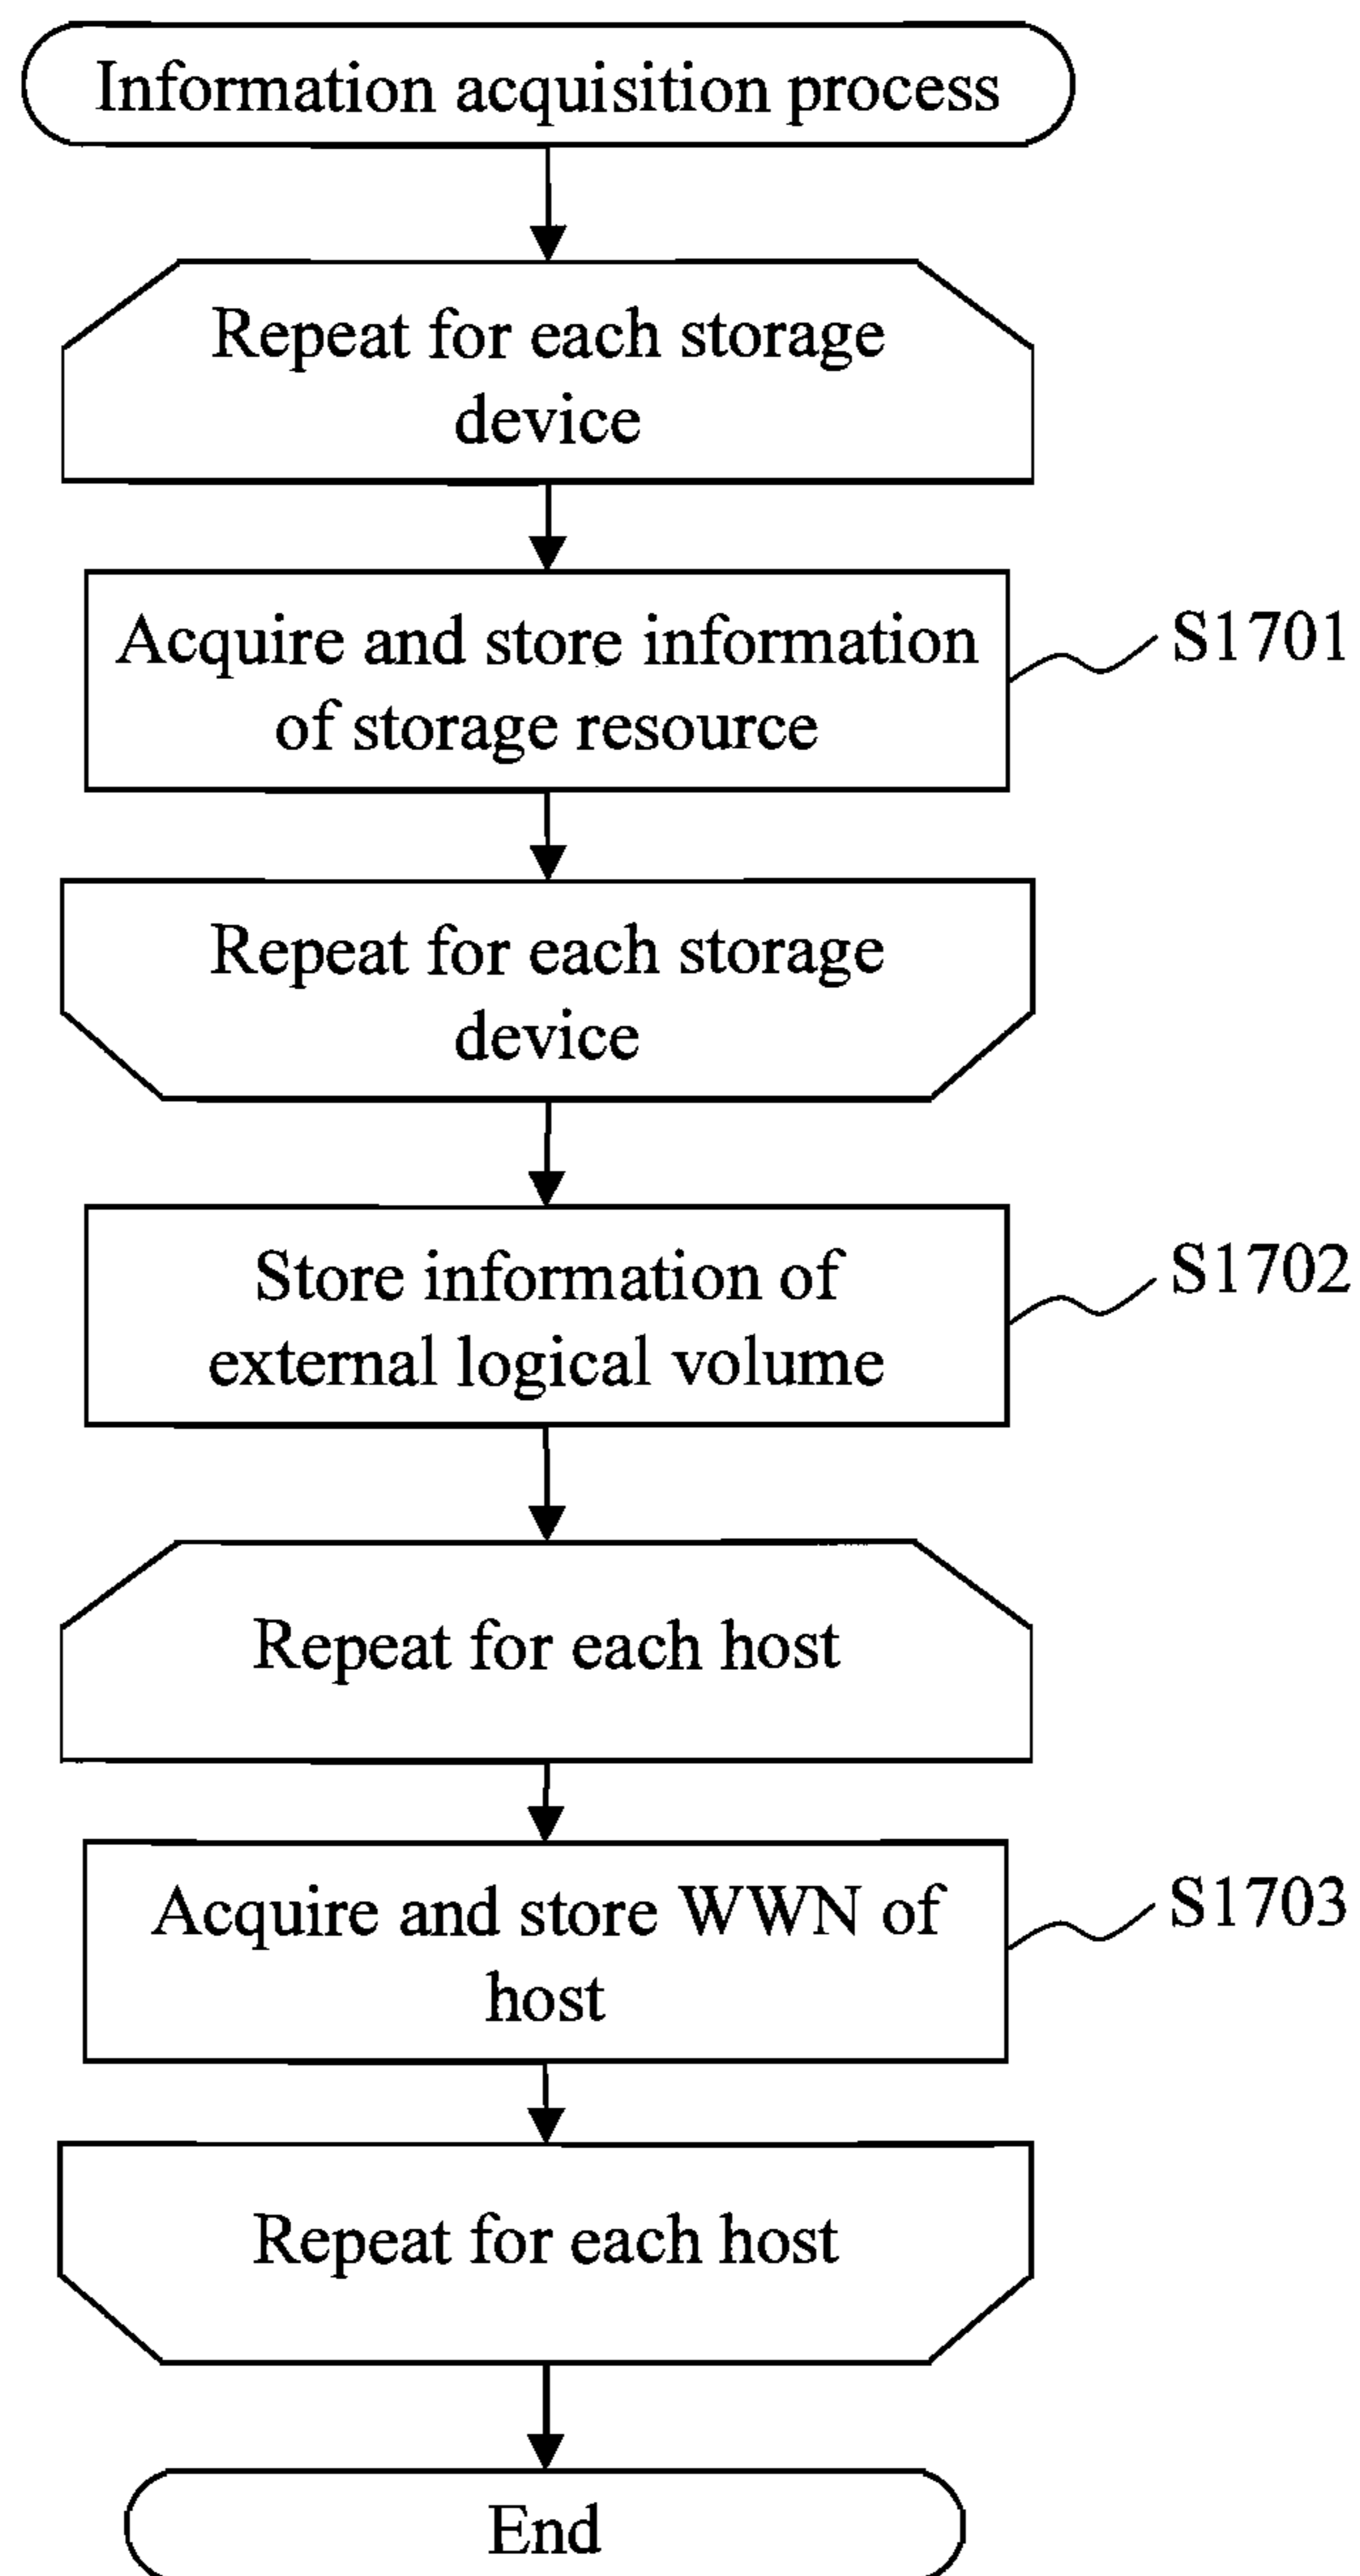 Information acquisition process
Repeat for each storage
device
Acquire and store information
of storage resource
S1701
Repeat for each storage
device
Store information of
external logical volume
S1702
Repeat for each host
Acquire and store WWN of
host
S1703
Repeat for each host
End